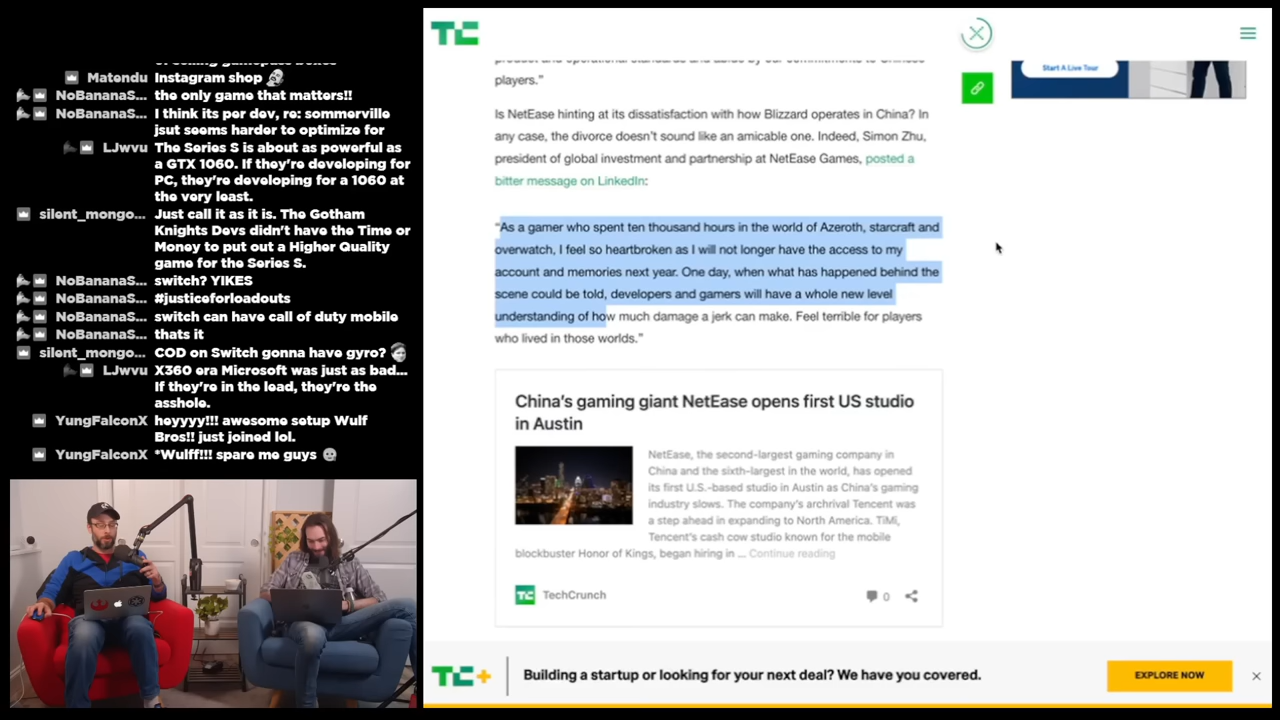 Nintendu Instagram shop
NoBananaS... the only game that matters!!
NoBananaS... I think its per dev, re: sommerville
jsut seems harder to optimize for
LJwvu The Series S is about as powerful as
a GTX 1060. If they're developing for
PC, they're developing for a 1060 at
the very least.
silent_mongo... Just call it as it is. The Gotham
Knights Devs didn't have the Time or
Money to put out a Higher Quality
game for the Series S.
NoBananaS... switch? YIKES
NoBananaS... #justiceforloadouts
NoBananaS... switch can have call of duty mobile
NoBananaS... thats it
silent_mongo... COD on Switch gonna have gyro?
LJwvu X360 era Microsoft was just as bad...
If they're in the lead, they're the
asshole.
YungFalconX heyyyy!!! awesome setup Wulf
Bros!! just joined lol.
YungFalconX *Wulff!!! spare me guys
TC
product and operational standards and abide by our commitments to Chinese
players."
Is NetEase hinting at its dissatisfaction with how Blizzard operates in China? In
any case, the divorce doesn't sound like an amicable one. Indeed, Simon Zhu,
president of global investment and partnership at NetEase Games, posted a
bitter message on LinkedIn:
"As a gamer who spent ten thousand hours in the world of Azeroth, starcraft and
overwatch, I feel so heartbroken as I will not longer have the access to my
account and memories next year. One day, when what has happened behind the
scene could be told, developers and gamers will have a whole new level
understanding of how much damage a jerk can make. Feel terrible for players
who lived in those worlds."
Start A Live Tour
China's gaming giant NetEase opens first US studio
in Austin
NetEase, the second-largest gaming company in
China and the sixth-largest in the world, has opened
its first U.S.-based studio in Austin as China's gaming
industry slows. The company's archrival Tencent was
a step ahead in expanding to North America. TiMi,
Tencent's cash cow studio known for the mobile
blockbuster Honor of Kings, began hiring in ... Continue reading
TC TechCrunch 0
TC+ Building a startup or looking for your next deal? We have you covered. EXPLORE NOW